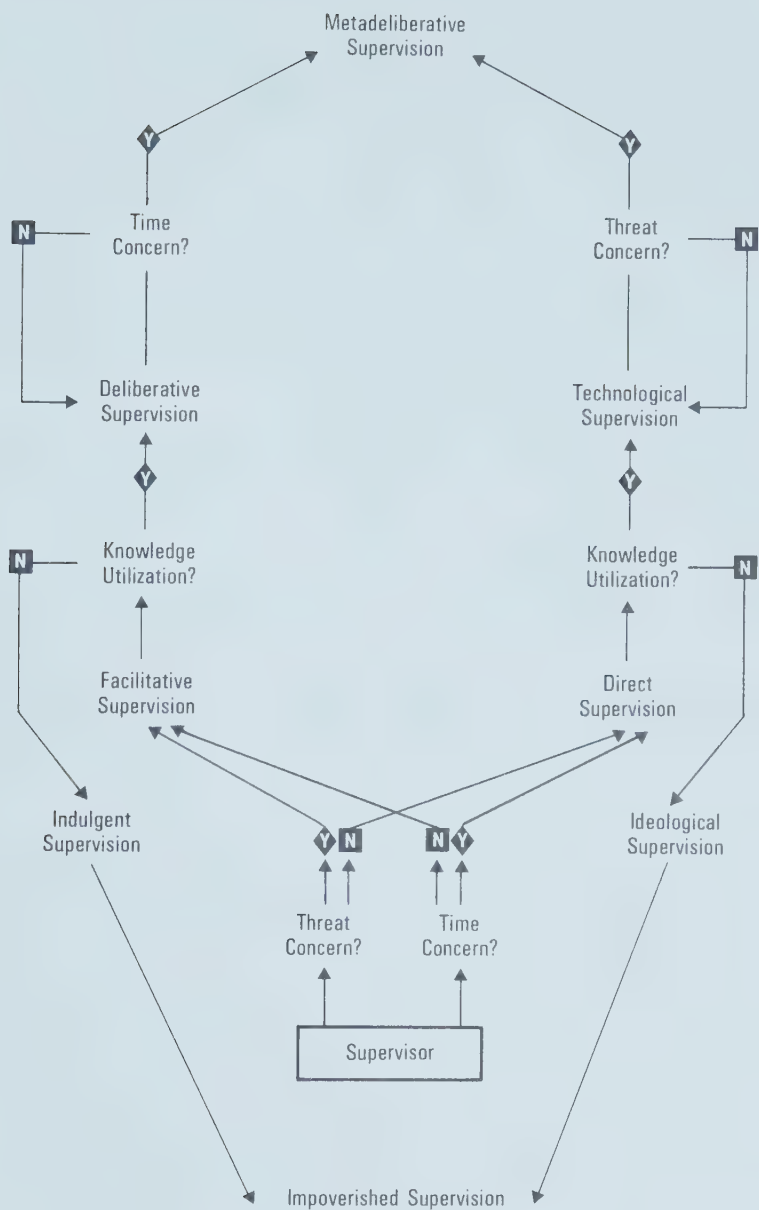 Metadeliberative
Supervision
Y
Y
N
Time
Concern?
Threat
Concern?
N
Deliberative
Supervision
Technological
Supervision
Y
Y
N
Knowledge
Utilization?
Knowledge
Utilization?
N
Facilitative
Supervision
Direct
Supervision
Indulgent
Supervision
Y
N
N
Y
Ideological
Supervision
Threat
Concern?
Time
Concern?
Supervisor
Impoverished Supervision